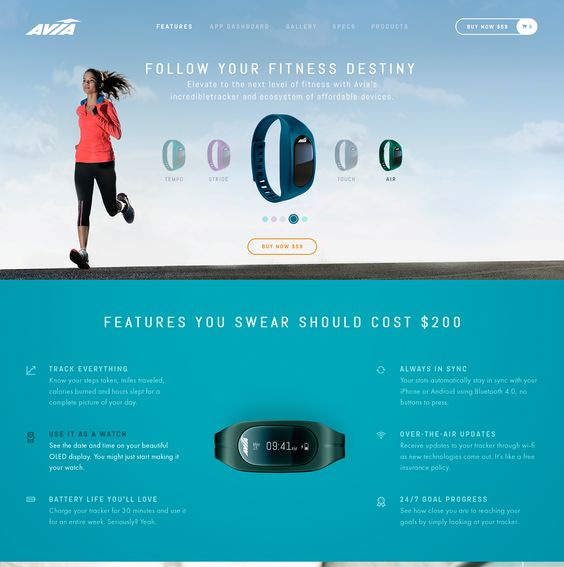 AVIA
FEATURES
APP DASHBOARD
GALLERY
SPECS
PRODUCTS
BUY NOW $59
FOLLOW YOUR FITNESS DESTINY
Elevate to the next level of fitness with Avia's
incredibletracker and ecosystem of affordable devices.
TEMPO
STRIDE
AVIA
TOUCH
AIR
BUY NOW $59
FEATURES YOU SWEAR SHOULD COST $200
TRACK EVERYTHING
Know your steps taken, miles traveled,
calories burned and hours slept for a
complete picture of your day.
USE IT AS A WATCH
See the date and time on your beautiful
OLED display. You might just start making it
your watch.
BATTERY LIFE YOU'LL LOVE
Charge your tracker for 30 minutes and use it
for an entire week. Seriously? Yeah.
AVIA
09:41
ALWAYS IN SYNC
Your stats automatically stay in sync with your
iPhone or Android using Bluetooth 4.0, no
buttons to press.
OVER-THE-AIR UPDATES
Receive updates to your tracker through wi-fi
as new technologies come out. It's like a free
insurance policy.
24/7 GOAL PROGRESS
See how close you are to reaching your
goals by simply looking at your tracker.